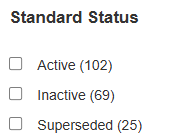 Standard Status
Active (102)
Inactive (69)
Superseded (25)